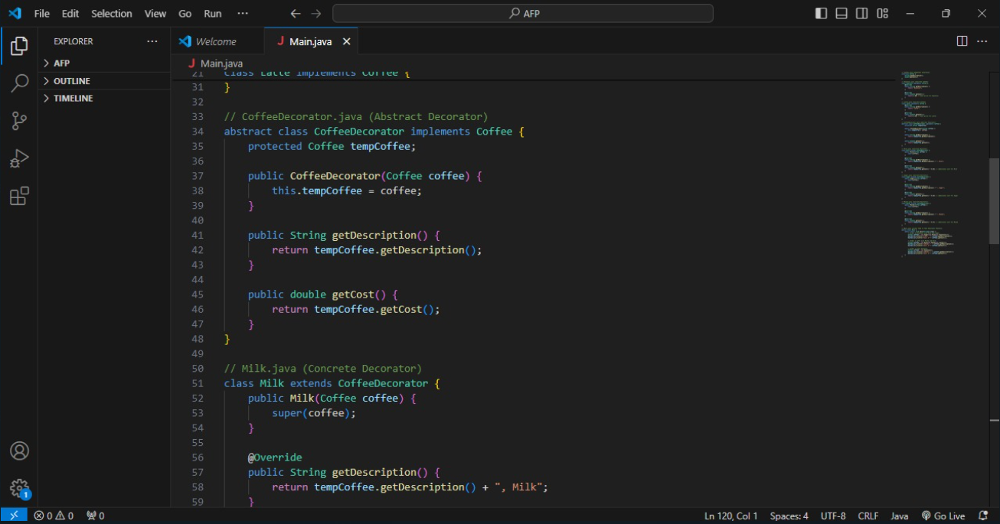 File Edit Selection View Go Run ··· AFP
EXPLORER ···
AFP
OUTLINE
TIMELINE
Welcome Main.java
Main.java
21 class Latte implements Coffee {
31 }
32
33 // CoffeeDecorator.java (Abstract Decorator)
34 abstract class CoffeeDecorator implements Coffee {
35 protected Coffee tempCoffee;
36
37 public CoffeeDecorator(Coffee coffee) {
38 this.tempCoffee = coffee;
39 }
40
41 public String getDescription() {
42 return tempCoffee.getDescription();
43 }
44
45 public double getCost() {
46 return tempCoffee.getCost();
47 }
48 }
49
50 // Milk.java (Concrete Decorator)
51 class Milk extends CoffeeDecorator {
52 public Milk(Coffee coffee) {
53 super(coffee);
54 }
55
56 @Override
57 public String getDescription() {
58 return tempCoffee.getDescription() + ", Milk";
59 }
1
0 0 0 Ln 120, Col 1 Spaces: 4 UTF-8 CRLF Java Go Live